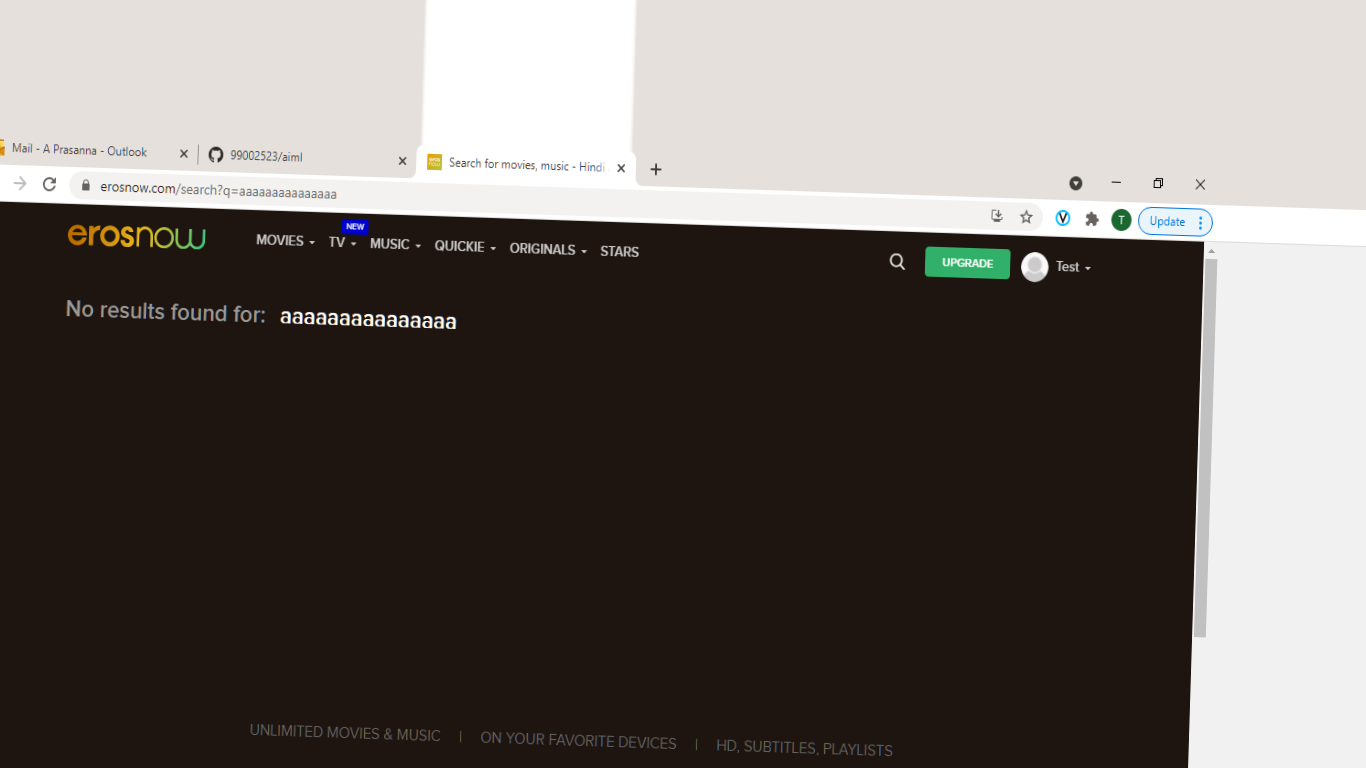 Mail - A Prasanna - Outlook
99002523/aiml
Search for movies, music - Hindi
erosnow.com/search?q=aaaaaaaaaaaaaaa
T
Update
erosnow
MOVIES
TV
NEW
MUSIC
QUICKIE
ORIGINALS
STARS
UPGRADE
Test
No results found for: aaaaaaaaaaaaaaa
UNLIMITED MOVIES & MUSIC | ON YOUR FAVORITE DEVICES | HD, SUBTITLES, PLAYLISTS